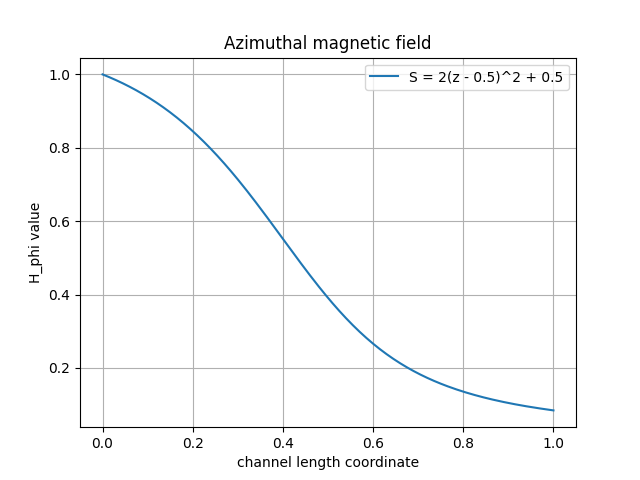 Azimuthal magnetic field
S = 2(z - 0.5)^2 + 0.5
H_phi value
1.0
0.8
0.6
0.4
0.2
0.0 0.2 0.4 0.6 0.8 1.0
channel length coordinate